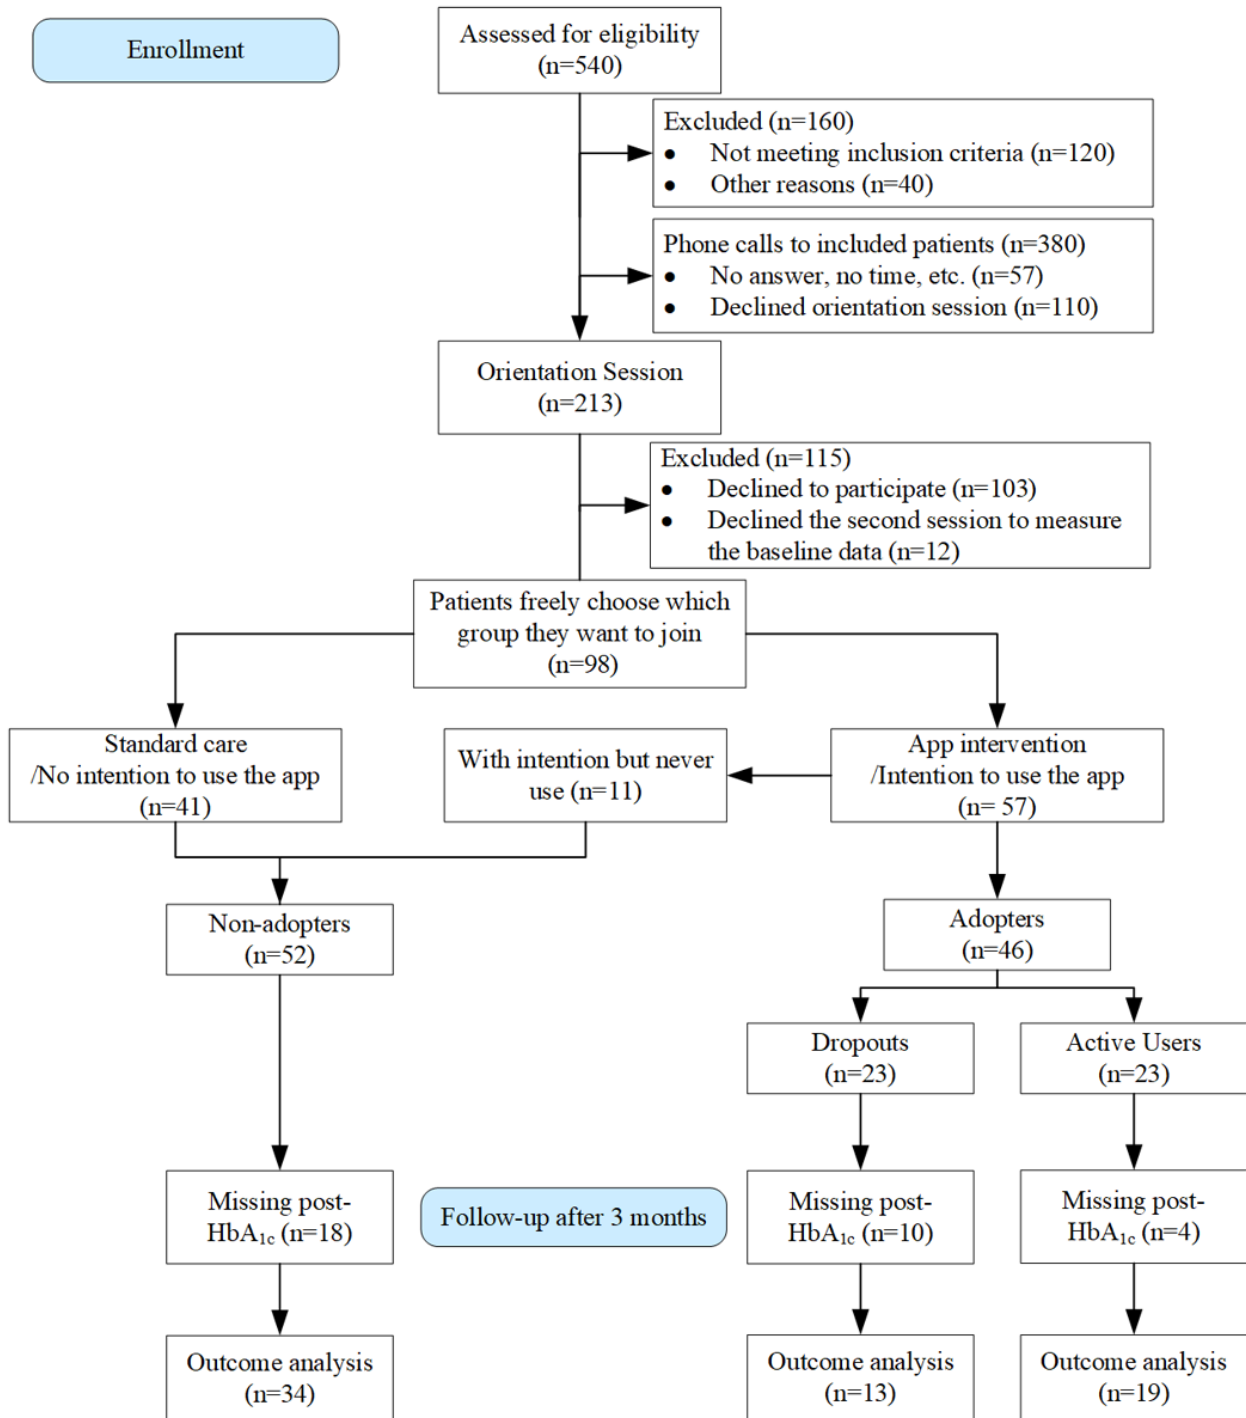 Enrollment
Assessed for eligibility
(n=540)
Excluded (n=160)
● Not meeting inclusion criteria (n=120)
● Other reasons (n=40)
Phone calls to included patients (n=380)
● No answer, no time, etc. (n=57)
● Declined orientation session (n=110)
Orientation Session
(n=213)
Excluded (n=115)
● Declined to participate (n=103)
● Declined the second session to measure
the baseline data (n=12)
Patients freely choose which
group they want to join
(n=98)
Standard care
/No intention to use the app
(n=41)
With intention but never
use (n=11)
App intervention
/Intention to use the app
(n= 57)
Non-adopters
(n=52)
Adopters
(n=46)
Dropouts
(n=23)
Active Users
(n=23)
Missing post-
HbA1c (n=18)
Follow-up after 3 months
Missing post-
HbA1c (n=10)
Missing post-
HbA1c (n=4)
Outcome analysis
(n=34)
Outcome analysis
(n=13)
Outcome analysis
(n=19)